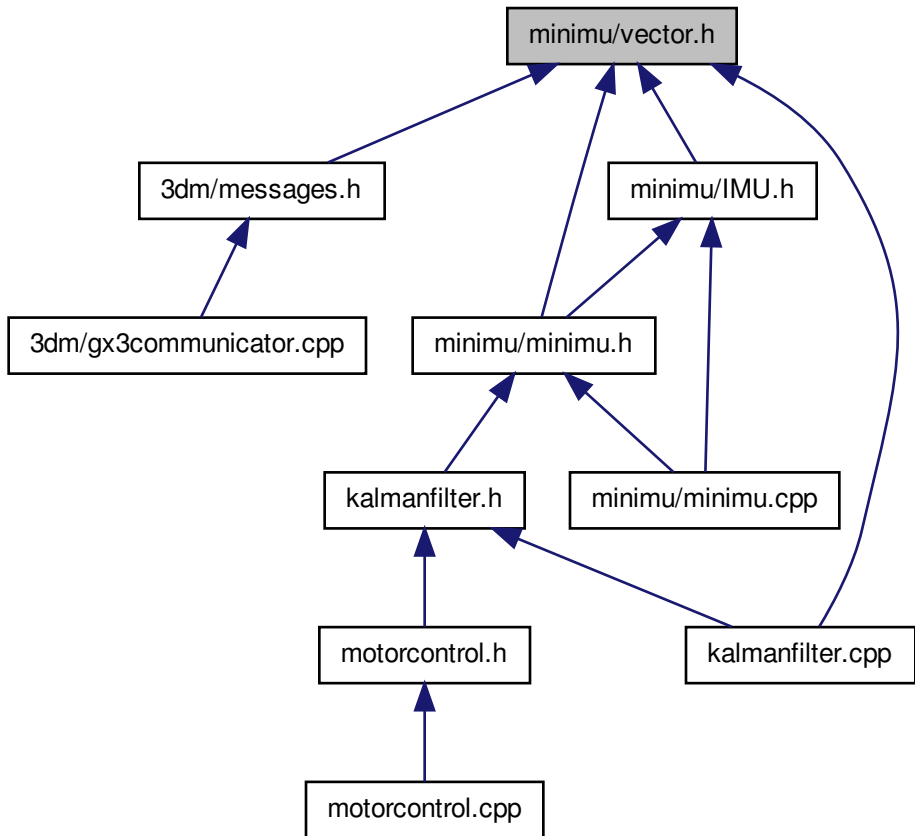 minimu/vector.h
3dm/messages.h
minimu/IMU.h
3dm/gx3communicator.cpp
minimu/minimu.h
kalmanfilter.h
minimu/minimu.cpp
motorcontrol.h
kalmanfilter.cpp
motorcontrol.cpp